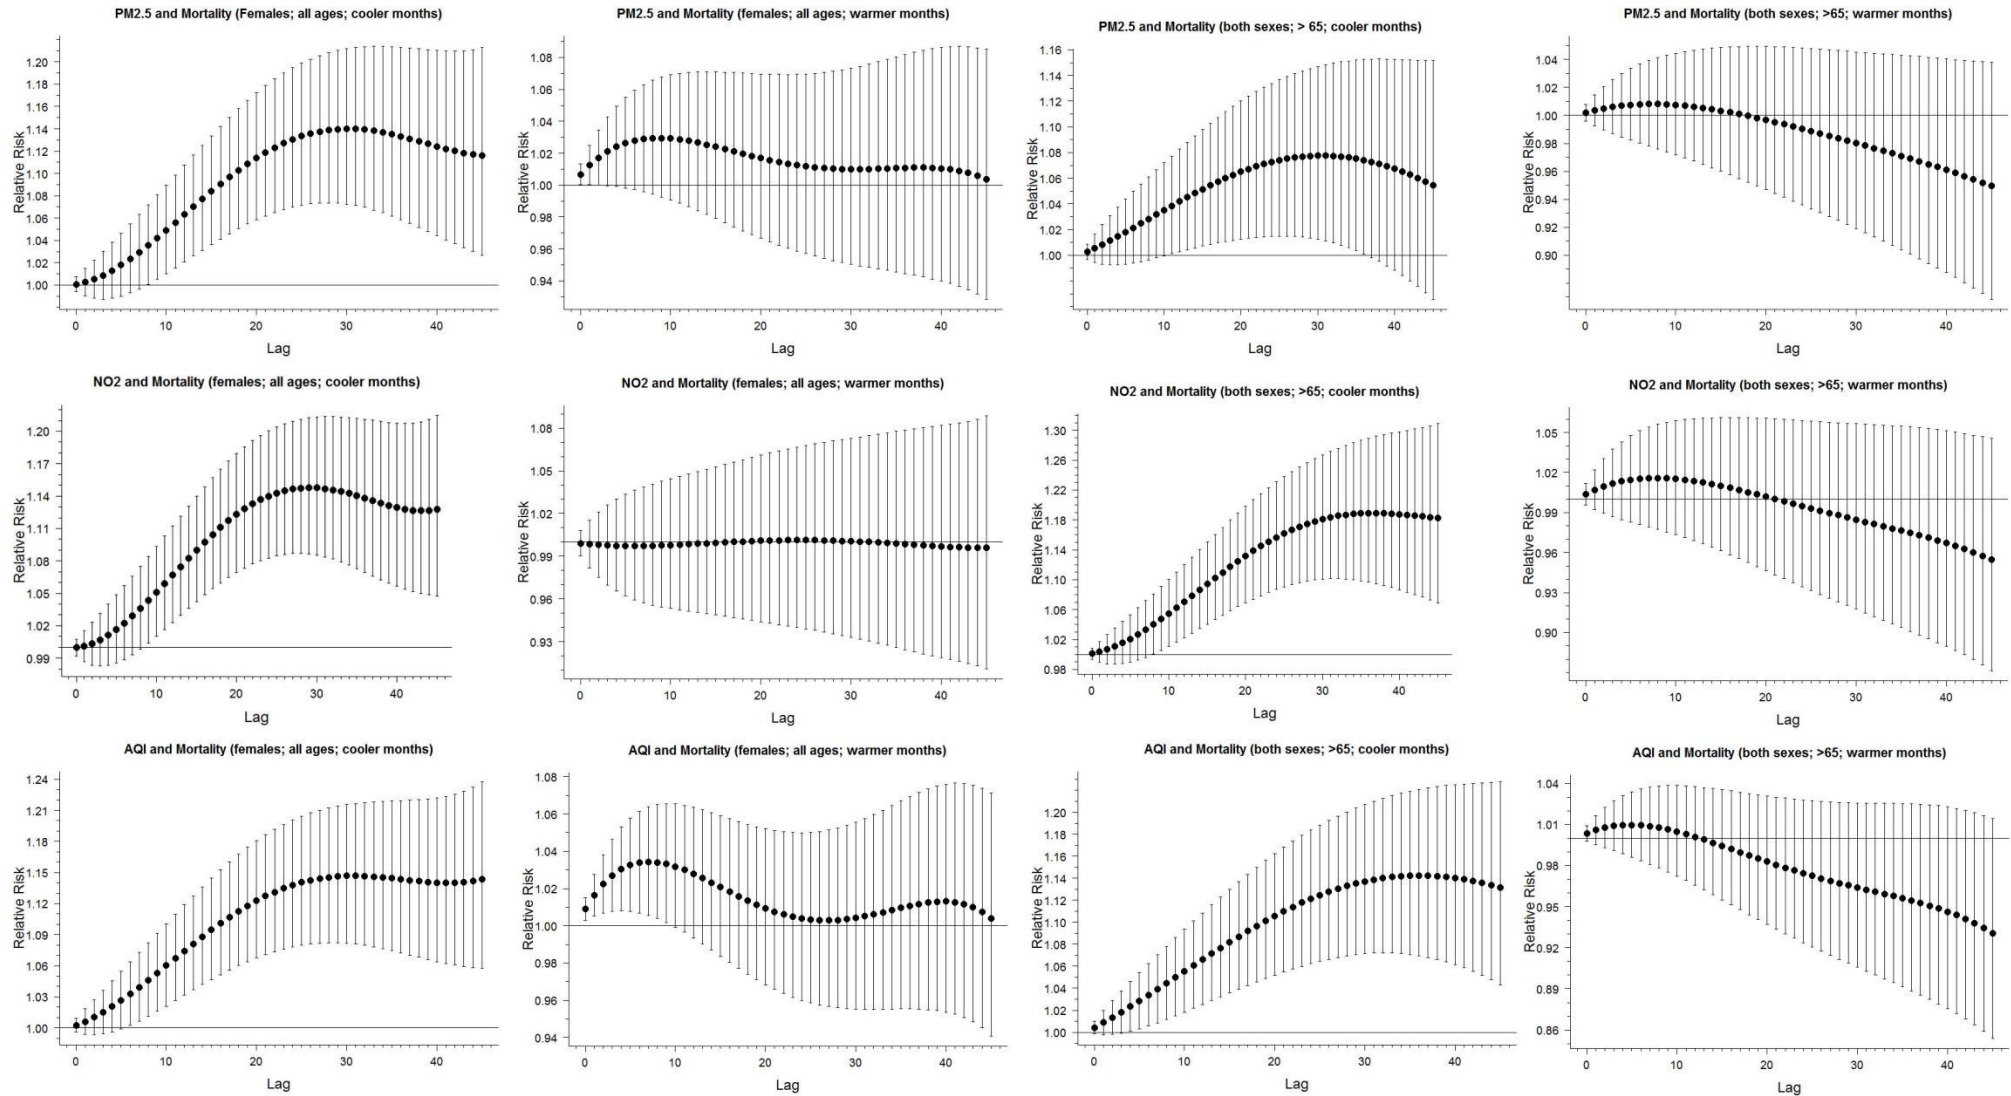 PM2.5 and Mortality (Females; all ages; cooler months)
Relative Risk
1.20
1.18
1.16
1.14
1.12
1.10
1.08
1.06
1.04
1.02
1.00
0 10 20 30 40
Lag
PM2.5 and Mortality (females; all ages; warmer months)
Relative Risk
1.08
1.06
1.04
1.02
1.00
0.98
0.96
0.94
0 10 20 30 40
Lag
PM2.5 and Mortality (both sexes; > 65; cooler months)
Relative Risk
1.16
1.14
1.12
1.10
1.08
1.06
1.04
1.02
1.00
0 10 20 30 40
Lag
PM2.5 and Mortality (both sexes; >65; warmer months)
Relative Risk
1.04
1.02
1.00
0.98
0.96
0.94
0.92
0.90
0 10 20 30 40
Lag
NO2 and Mortality (females; all ages; cooler months)
Relative Risk
1.20
1.17
1.14
1.11
1.08
1.05
1.02
0.99
0 10 20 30 40
Lag
NO2 and Mortality (females; all ages; warmer months)
Relative Risk
1.08
1.05
1.02
0.99
0.96
0.93
0 10 20 30 40
Lag
NO2 and Mortality (both sexes; >65; cooler months)
Relative Risk
1.30
1.26
1.22
1.18
1.14
1.10
1.06
1.02
0.98
0 10 20 30 40
Lag
NO2 and Mortality (both sexes; >65; warmer months)
Relative Risk
1.05
1.02
0.99
0.96
0.93
0.90
0 10 20 30 40
Lag
AQI and Mortality (females; all ages; cooler months)
Relative Risk
1.24
1.21
1.18
1.15
1.12
1.09
1.06
1.03
1.00
0 10 20 30 40
Lag
AQI and Mortality (females; all ages; warmer months)
Relative Risk
1.08
1.06
1.04
1.02
1.00
0.98
0.96
0.94
0 10 20 30 40
Lag
AQI and Mortality (both sexes; >65; cooler months)
Relative Risk
1.20
1.18
1.16
1.14
1.12
1.10
1.08
1.06
1.04
1.02
1.00
0 10 20 30 40
Lag
AQI and Mortality (both sexes; >65; warmer months)
Relative Risk
1.04
1.01
0.98
0.95
0.92
0.89
0.86
0 10 20 30 40
Lag